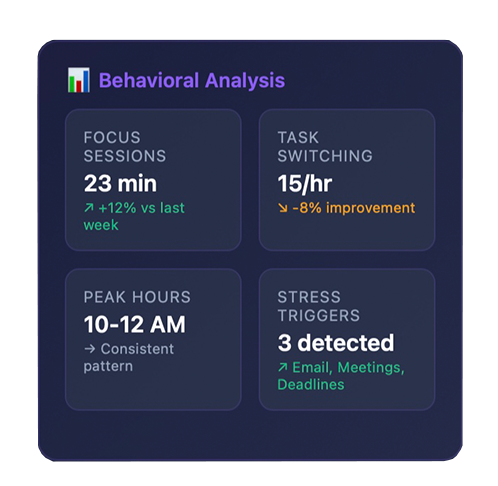 📊 Behavioral Analysis
FOCUS
SESSIONS
23 min
↗ +12% vs last
week
TASK
SWITCHING
15/hr
↘ -8% improvement
PEAK HOURS
10-12 AM
→ Consistent
pattern
STRESS
TRIGGERS
3 detected
↗ Email, Meetings,
Deadlines